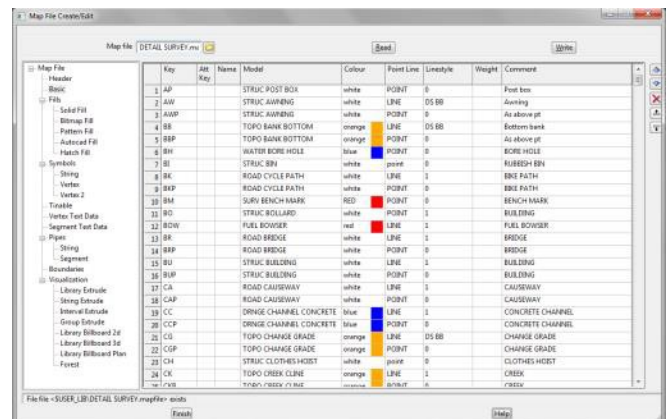 Map File Create/Edit
Map file DETAIL SURVEY.ma Read Write
Map File
Header
Basic
Fills
Solid Fill
Bitmap Fill
Pattern Fill
Autocad Fill
Hatch Fill
Symbols
String
Vertex
Vertex 2
Tinable
Vertex Text Data
Segment Text Data
Pipes
String
Segment
Boundaries
Visualization
Library Extrude
String Extrude
Interval Extrude
Group Extrude
Library Billboard 2d
Library Billboard 3d
Library Billboard Plan
Forest
Key Att Key Name Model Colour Point Line Linestyle Weight Comment
1 AP STRUC POST BOX white POINT 0 Post box
2 AW STRUC AWNING white LINE DS BB Awning
3 AWP STRUC AWNING white POINT 0 As above pt
4 BB TOPO BANK BOTTOM orange LINE DS BB Bottom bank
5 BBP TOPO BANK BOTTOM orange POINT 0 As above pt
6 BH WATER BORE HOLE blue POINT 0 BORE HOLE
7 BI STRUC BIN white point 0 RUBBISH BIN
8 BK ROAD CYCLE PATH white LINE 1 BIKE PATH
9 BKP ROAD CYCLE PATH white POINT 0 BIKE PATH
10 BM SURV BENCH MARK RED POINT 0 BENCH MARK
11 BO STRUC BOLLARD white POINT 1 BUILDING
12 BOW FUEL BOWSER red LINE 1 FUEL BOWSER
13 BR ROAD BRIDGE white LINE 1 BRIDGE
14 BRP ROAD BRIDGE white POINT 0 BRIDGE
15 BU STRUC BUILDING white LINE 1 BUILDING
16 BUP STRUC BUILDING white POINT 0 BUILDING
17 CA ROAD CAUSEWAY white LINE 1 CAUSEWAY
18 CAP ROAD CAUSEWAY white POINT 0 CAUSEWAY
19 CC DRNGE CHANNEL CONCRETE blue LINE 1 CONCRETE CHANNEL
20 CCP DRNGE CHANNEL CONCRETE blue POINT 0 CONCRETE CHANNEL
21 CG TOPO CHANGE GRADE orange LINE DS BB CHANGE GRADE
22 CGP TOPO CHANGE GRADE orange POINT 0 CHANGE GRADE
23 CH STRUC CLOTHES HOIST white point 0 CLOTHES HOIST
24 CK TOPO CREEK CLINE orange LINE 1 CREEK
25 CKP TOPO CREEK CLINE orange POINT 0 CREEK
File file <$USER_LIB\DETAIL SURVEY.mapfile> exists
Finish Help